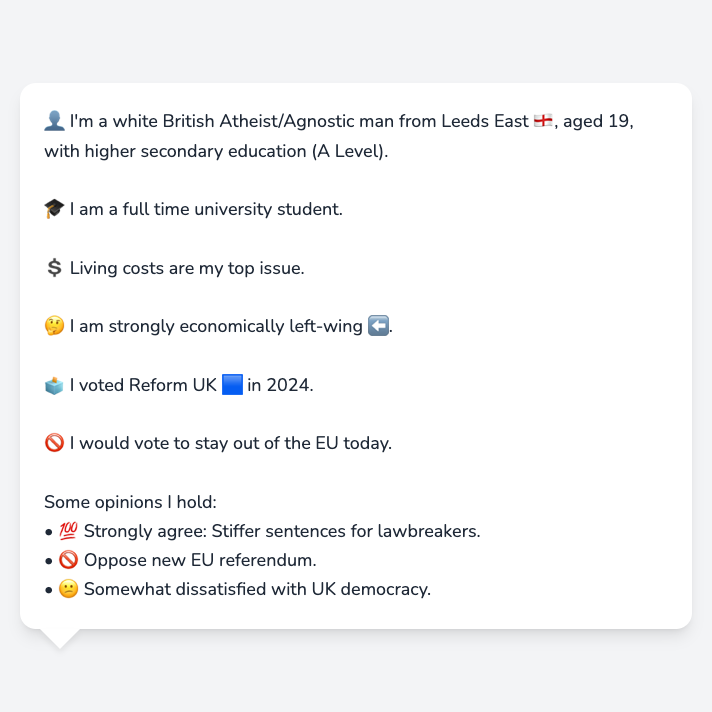 👤 I'm a white British Atheist/Agnostic man from Leeds East 🏴󠁧󠁢󠁥󠁮󠁧󠁿, aged 19,
with higher secondary education (A Level).
🎓 I am a full time university student.
💲 Living costs are my top issue.
🤔 I am strongly economically left-wing ⬅️.
🗳️ I voted Reform UK 🟦 in 2024.
🚫 I would vote to stay out of the EU today.
Some opinions I hold:
• 💯 Strongly agree: Stiffer sentences for lawbreakers.
• 🚫 Oppose new EU referendum.
• 😕 Somewhat dissatisfied with UK democracy.